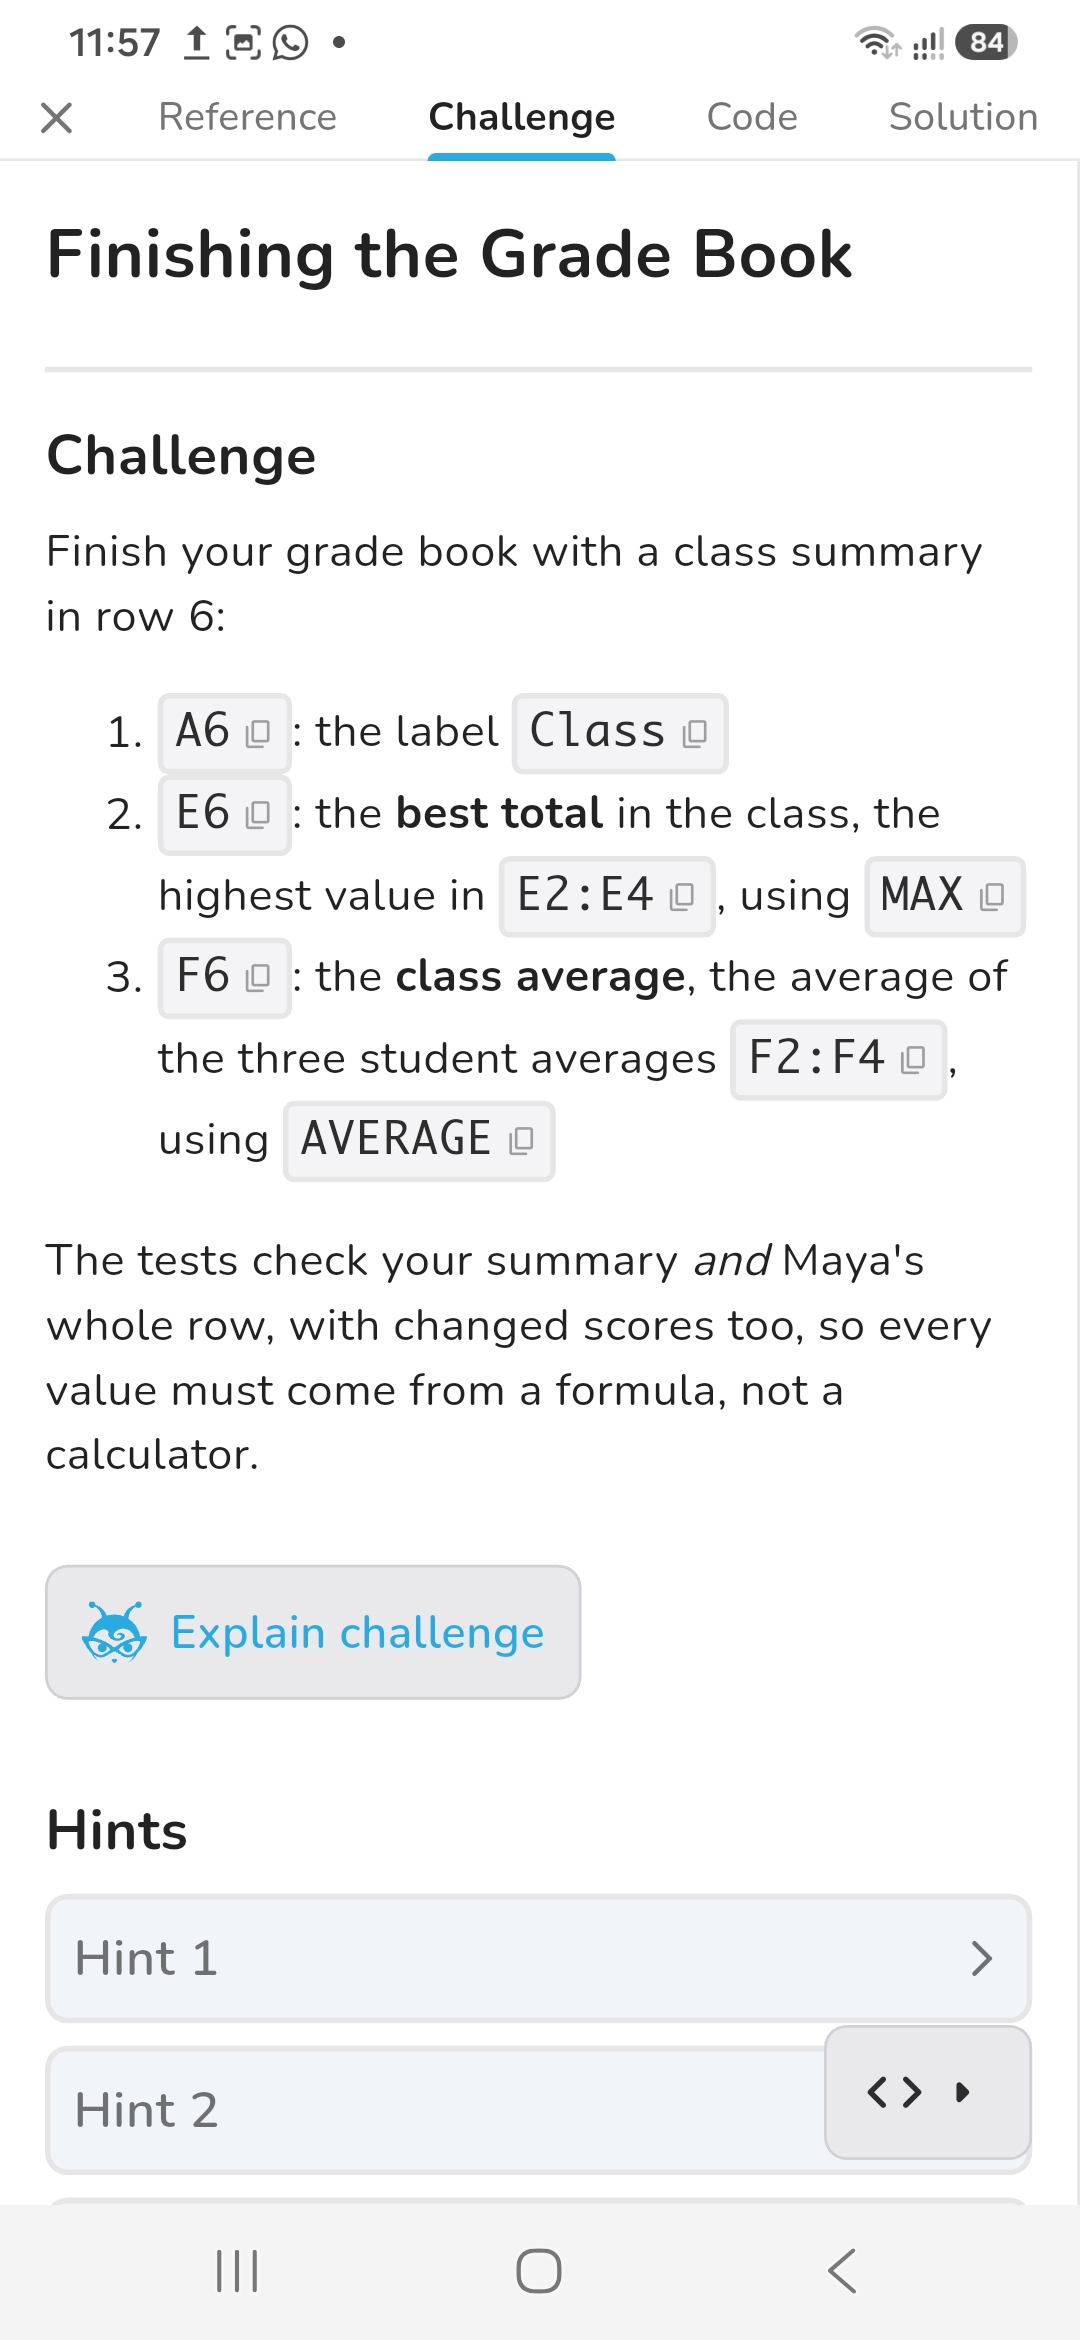 11:57
84
Reference Challenge Code Solution
Finishing the Grade Book
Challenge
Finish your grade book with a class summary
in row 6:
1. A6 : the label Class
2. E6 : the best total in the class, the
highest value in E2:E4 , using MAX
3. F6 : the class average, the average of
the three student averages F2:F4 ,
using AVERAGE
The tests check your summary and Maya's
whole row, with changed scores too, so every
value must come from a formula, not a
calculator.
Explain challenge
Hints
Hint 1
Hint 2